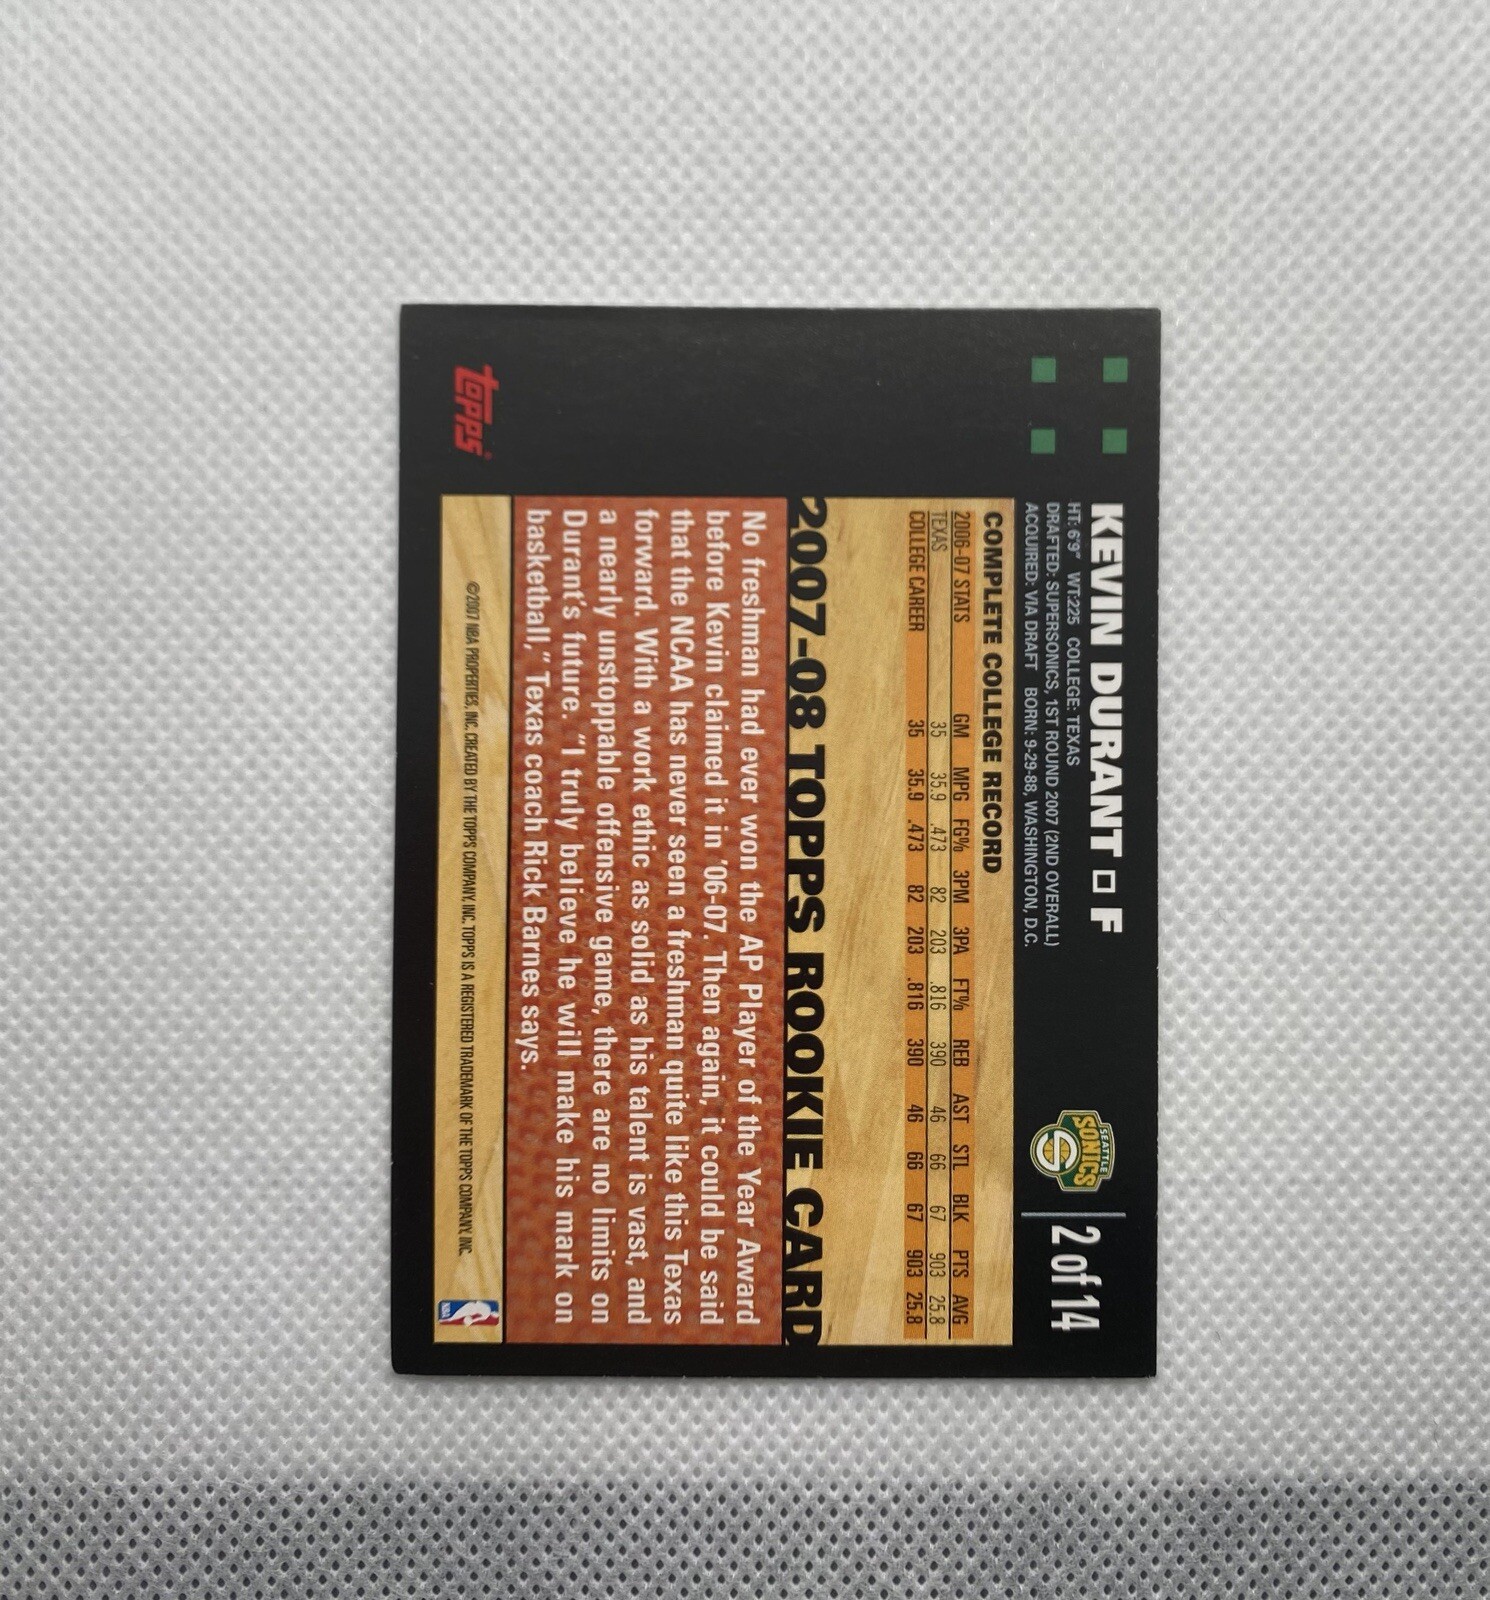 KEVIN DURANT □ F
HT: 6'9" WT:225 COLLEGE: TEXAS
DRAFTED: SUPERSONICS, 1ST ROUND 2007 (2ND OVERALL)
ACQUIRED: VIA DRAFT BORN: 9-29-88, WASHINGTON, D.C.
SEATTLE
SONICS
2 of 14
COMPLETE COLLEGE RECORD
2006-07 STATS GM MPG FG% 3PM 3PA FT% REB AST STL BLK PTS AVG
TEXAS 35 35.9 .473 82 203 .816 390 46 66 67 903 25.8
COLLEGE CAREER 35 35.9 .473 82 203 .816 390 46 66 67 903 25.8
2007-08 TOPPS ROOKIE CARD
No freshman had ever won the AP Player of the Year Award
before Kevin claimed it in '06-07. Then again, it could be said
that the NCAA has never seen a freshman quite like this Texas
forward. With a work ethic as solid as his talent is vast, and
a nearly unstoppable offensive game, there are no limits on
Durant's future. "I truly believe he will make his mark on
basketball," Texas coach Rick Barnes says.
©2007 NBA PROPERTIES, INC. CREATED BY THE TOPPS COMPANY, INC. TOPPS IS A REGISTERED TRADEMARK OF THE TOPPS COMPANY, INC.
NBA
topps